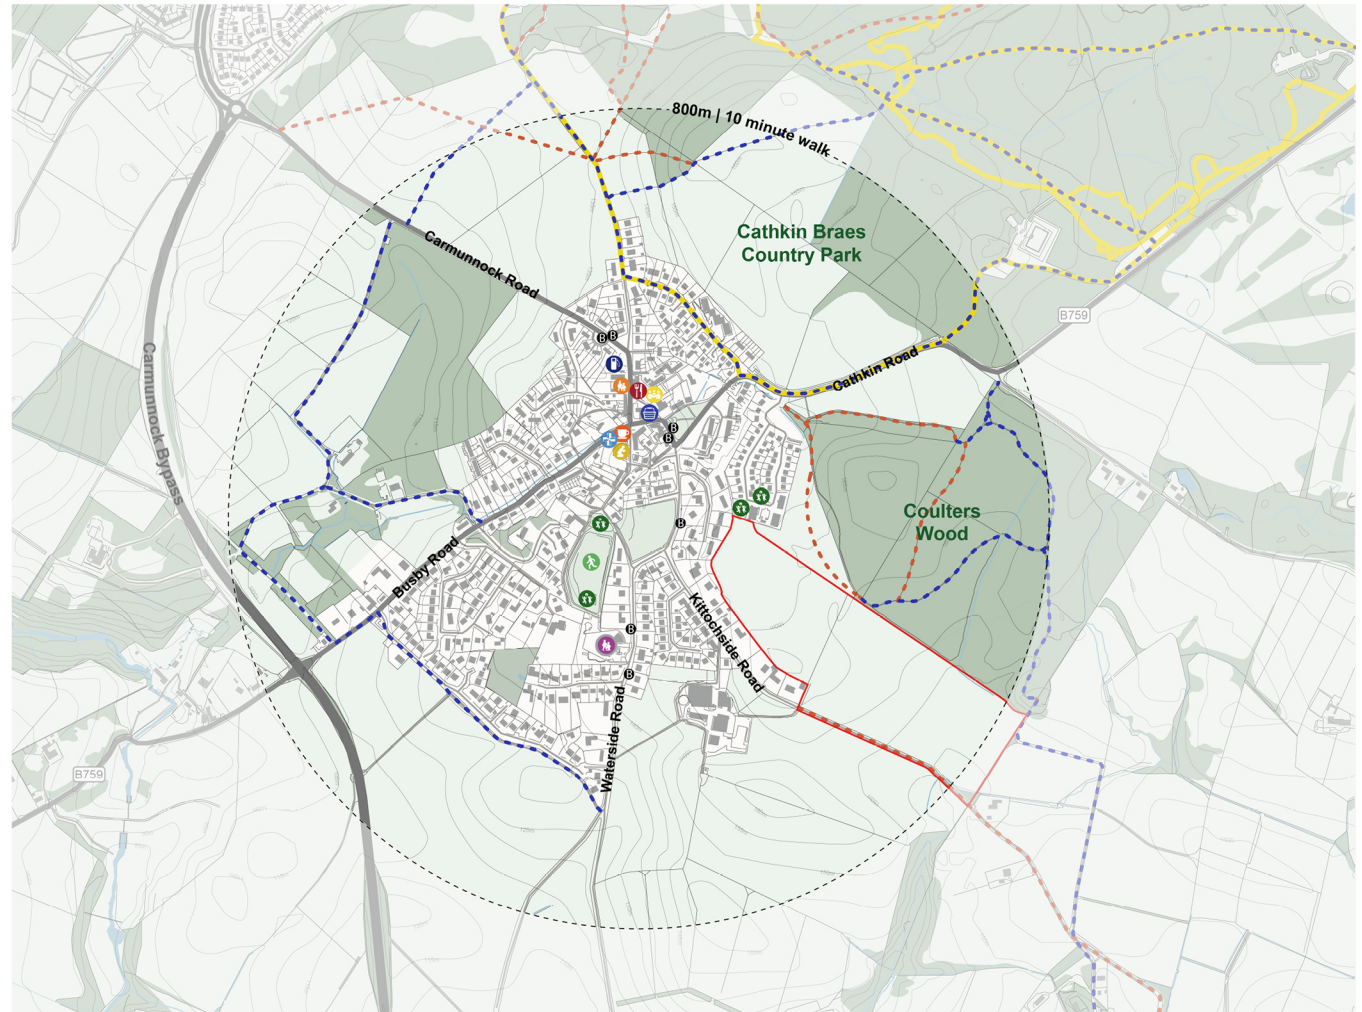 800m | 10 minute walk
Cathkin Braes
Country Park
Carmunnock Road
B759
B
B
Carmunnock Bypass
Cathkin Road
B
B
Coulters
Wood
B
Busby Road
Kittochside Road
B
B
Waterside Road
B759